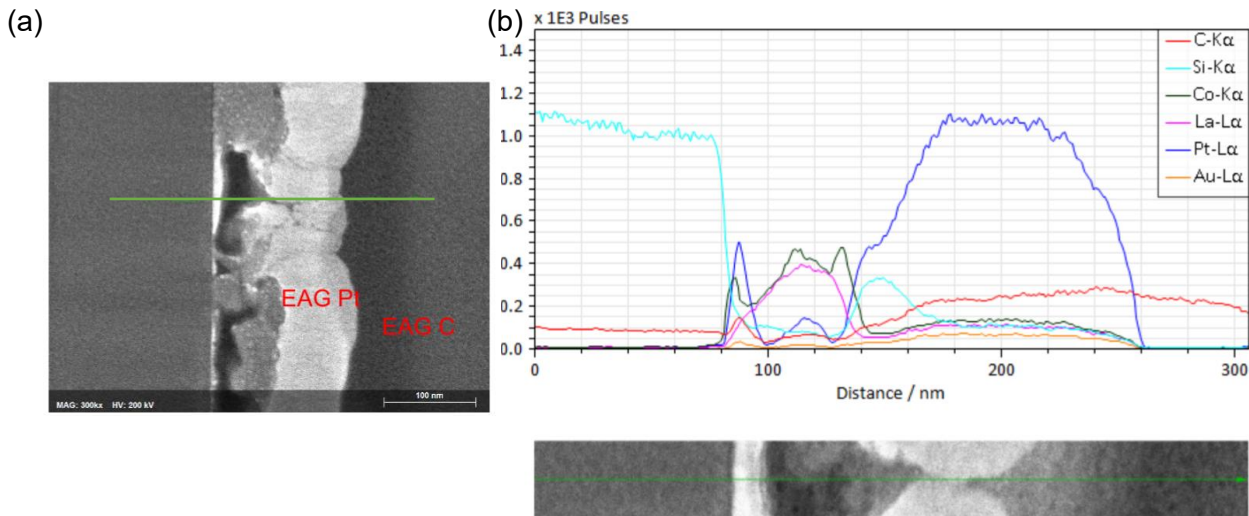 (a)
(b)
x 1E3 Pulses
1.4
1.2
1.0
0.8
0.6
0.4
0.2
0.0
0
100
200
300
Distance / nm
C-Kα
Si-Kα
Co-Kα
La-Lα
Pt-Lα
Au-Lα
EAG Pt
EAG C
MAG: 300kx HV: 200 kV
100 nm